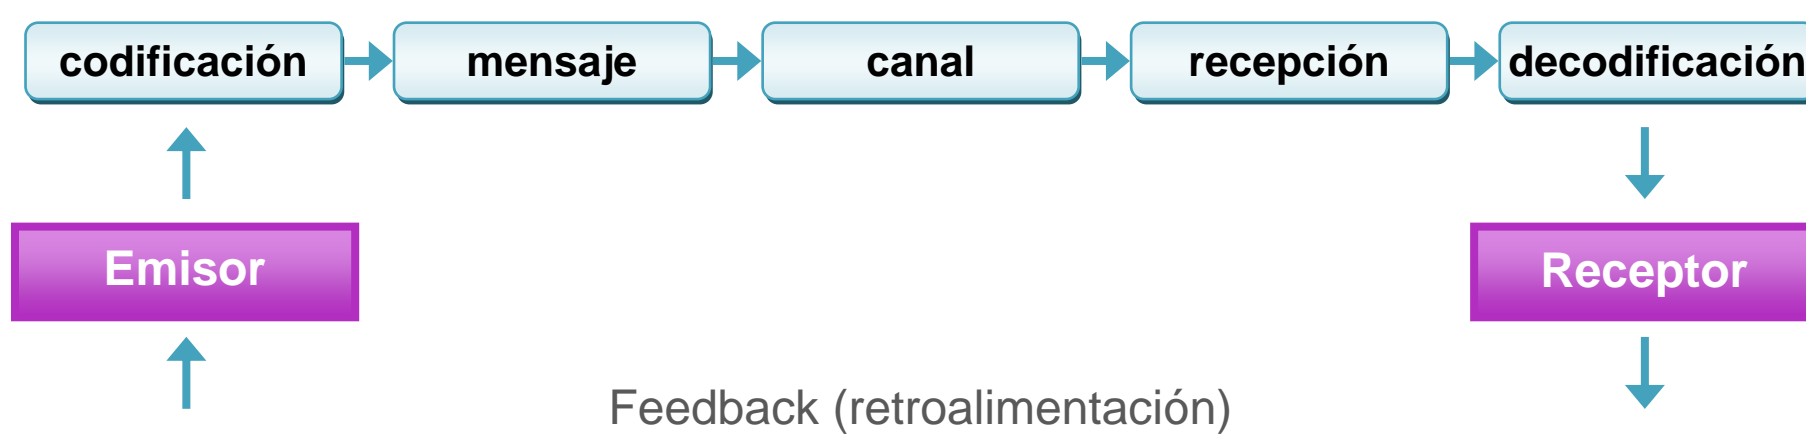 codificación
mensaje
canal
recepción
decodificación
Emisor
Receptor
Feedback (retroalimentación)